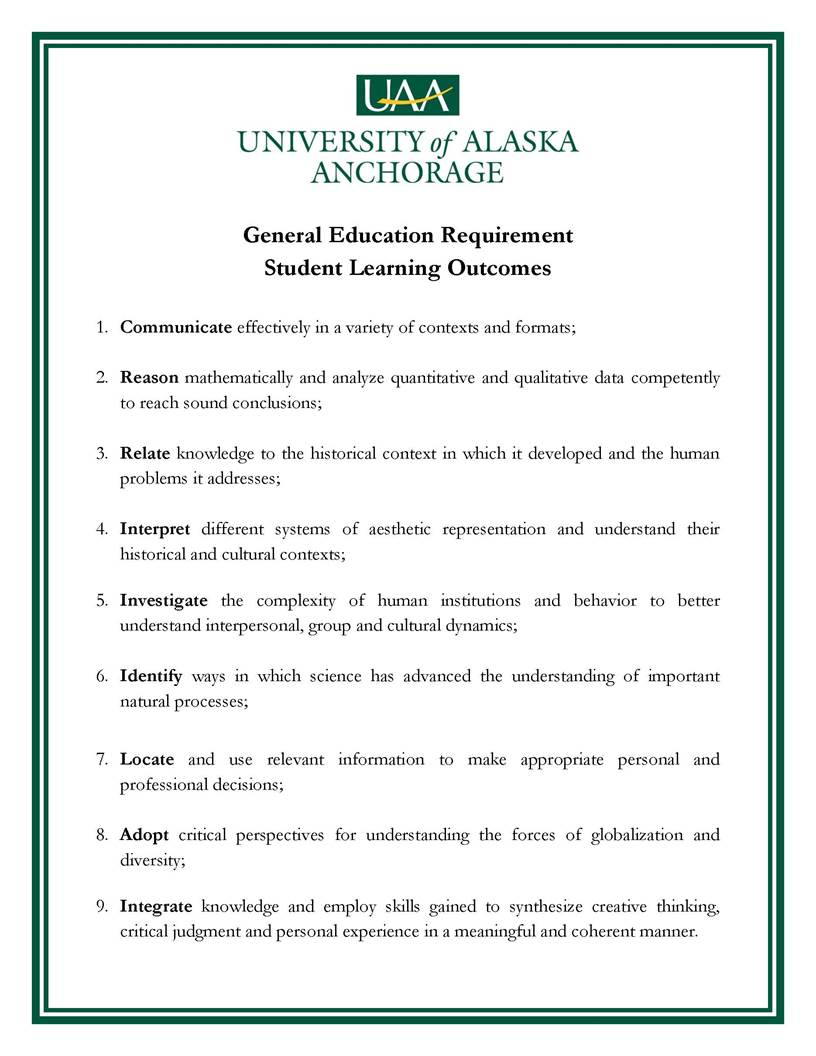 UAA
UNIVERSITY of ALASKA
ANCHORAGE
General Education Requirement
Student Learning Outcomes
1. Communicate effectively in a variety of contexts and formats;
2. Reason mathematically and analyze quantitative and qualitative data competently
to reach sound conclusions;
3. Relate knowledge to the historical context in which it developed and the human
problems it addresses;
4. Interpret different systems of aesthetic representation and understand their
historical and cultural contexts;
5. Investigate the complexity of human institutions and behavior to better
understand interpersonal, group and cultural dynamics;
6. Identify ways in which science has advanced the understanding of important
natural processes;
7. Locate and use relevant information to make appropriate personal and
professional decisions;
8. Adopt critical perspectives for understanding the forces of globalization and
diversity;
9. Integrate knowledge and employ skills gained to synthesize creative thinking,
critical judgment and personal experience in a meaningful and coherent manner.